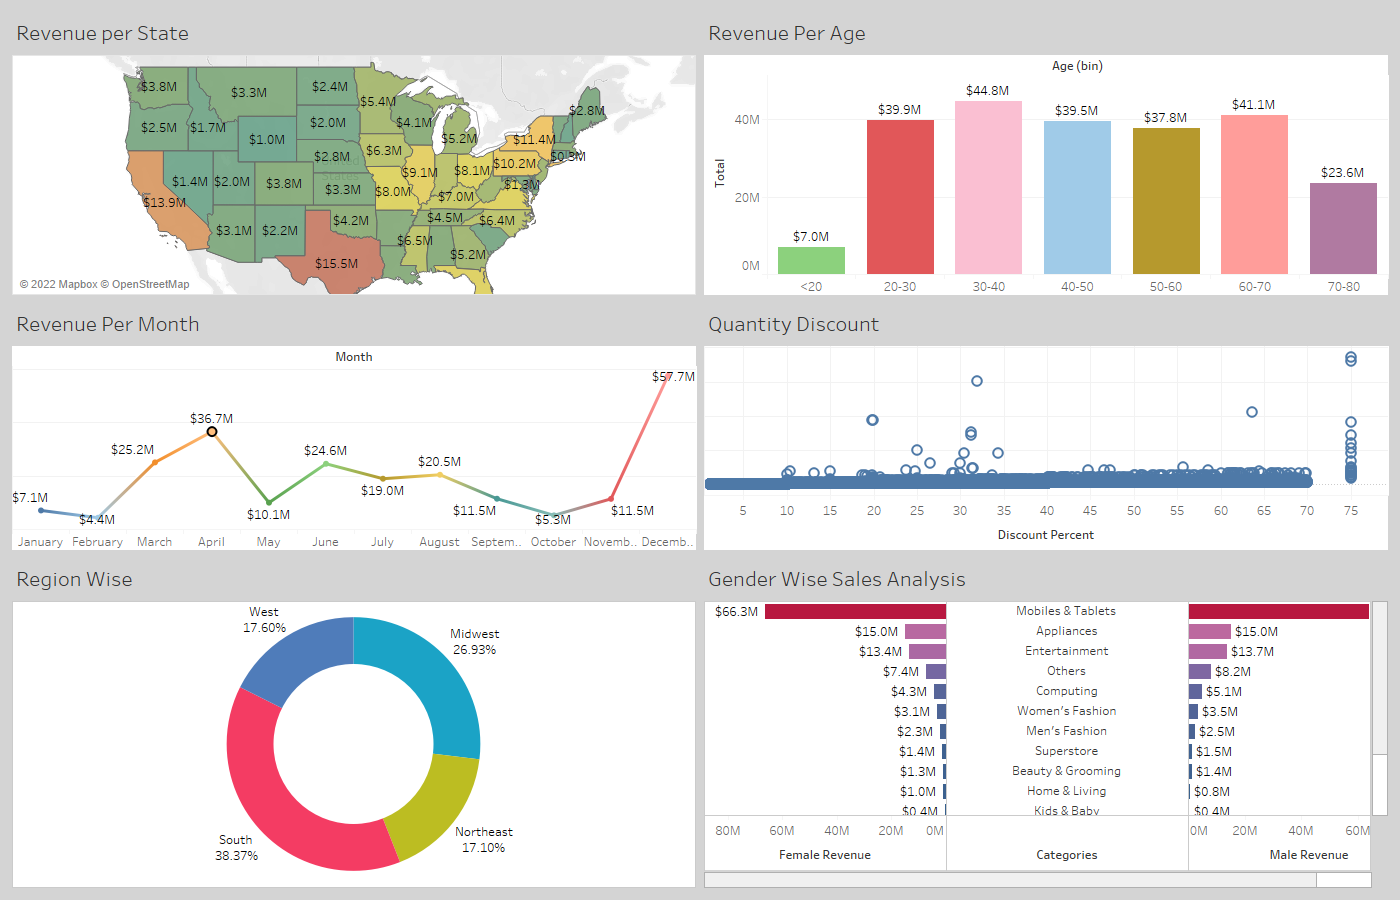 Revenue per State
$3.8M
$3.3M
$2.4M
$5.4M
$2.8M
$2.5M
$1.7M
$1.0M
$2.0M
$4.1M
$5.2M
$11.4M
$2.8M
$6.3M
$0.3M
$1.4M
$2.0M
$3.8M
$3.3M
$8.0M
$9.1M
$8.1M
$10.2M
$1.3M
States
$13.9M
$7.0M
$3.1M
$2.2M
$4.2M
$4.5M
$6.4M
$6.5M
$5.2M
$15.5M
© 2022 Mapbox © OpenStreetMap
Revenue Per Age
Age (bin)
Total
40M
20M
0M
$7.0M
$39.9M
$44.8M
$39.5M
$37.8M
$41.1M
$23.6M
<20 20-30 30-40 40-50 50-60 60-70 70-80
Revenue Per Month
Month
$7.1M
$4.4M
$25.2M
$36.7M
$10.1M
$24.6M
$19.0M
$20.5M
$11.5M
$5.3M
$11.5M
$57.7M
January February March April May June July August Septem.. October Novemb.. Decemb..
Quantity Discount
5 10 15 20 25 30 35 40 45 50 55 60 65 70 75
Discount Percent
Region Wise
West
17.60%
Midwest
26.93%
South
38.37%
Northeast
17.10%
Gender Wise Sales Analysis
$66.3M Mobiles & Tablets
$15.0M Appliances $15.0M
$13.4M Entertainment $13.7M
$7.4M Others $8.2M
$4.3M Computing $5.1M
$3.1M Women's Fashion $3.5M
$2.3M Men's Fashion $2.5M
$1.4M Superstore $1.5M
$1.3M Beauty & Grooming $1.4M
$1.0M Home & Living $0.8M
$0.4M Kids & Baby $0.4M
80M 60M 40M 20M 0M 0M 20M 40M 60M
Female Revenue Categories Male Revenue